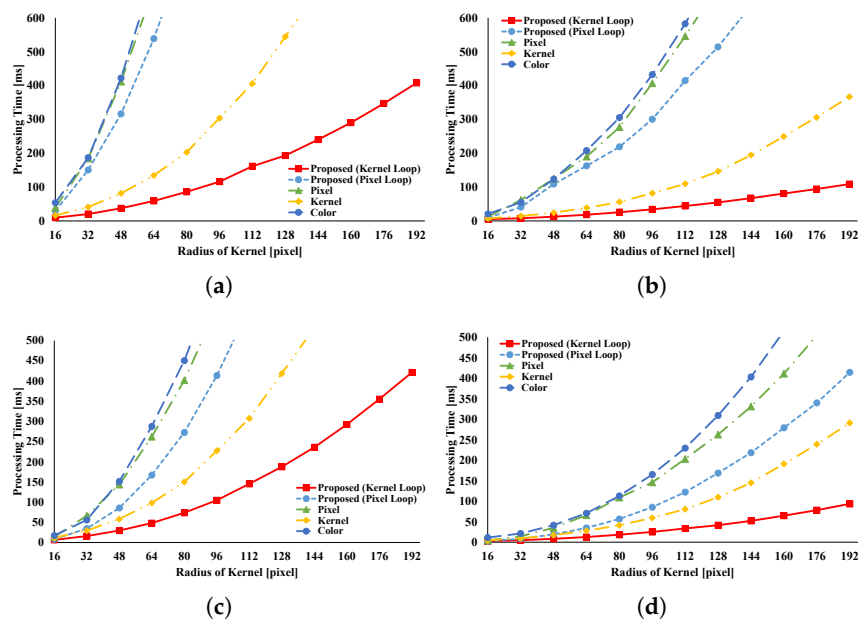 600
500
400
300
200
100
0
Processing Time [ms]
16 32 48 64 80 96 112 128 144 160 176 192
Radius of Kernel [pixel]
Proposed (Kernel Loop)
Proposed (Pixel Loop)
Pixel
Kernel
Color
(a)
600
500
400
300
200
100
0
Processing Time [ms]
16 32 48 64 80 96 112 128 144 160 176 192
Radius of Kernel [pixel]
Proposed (Kernel Loop)
Proposed (Pixel Loop)
Pixel
Kernel
Color
(b)
500
450
400
350
300
250
200
150
100
50
0
Processing Time [ms]
16 32 48 64 80 96 112 128 144 160 176 192
Radius of Kernel [pixel]
Proposed (Kernel Loop)
Proposed (Pixel Loop)
Pixel
Kernel
Color
(c)
500
450
400
350
300
250
200
150
100
50
0
Processing Time [ms]
16 32 48 64 80 96 112 128 144 160 176 192
Radius of Kernel [pixel]
Proposed (Kernel Loop)
Proposed (Pixel Loop)
Pixel
Kernel
Color
(d)